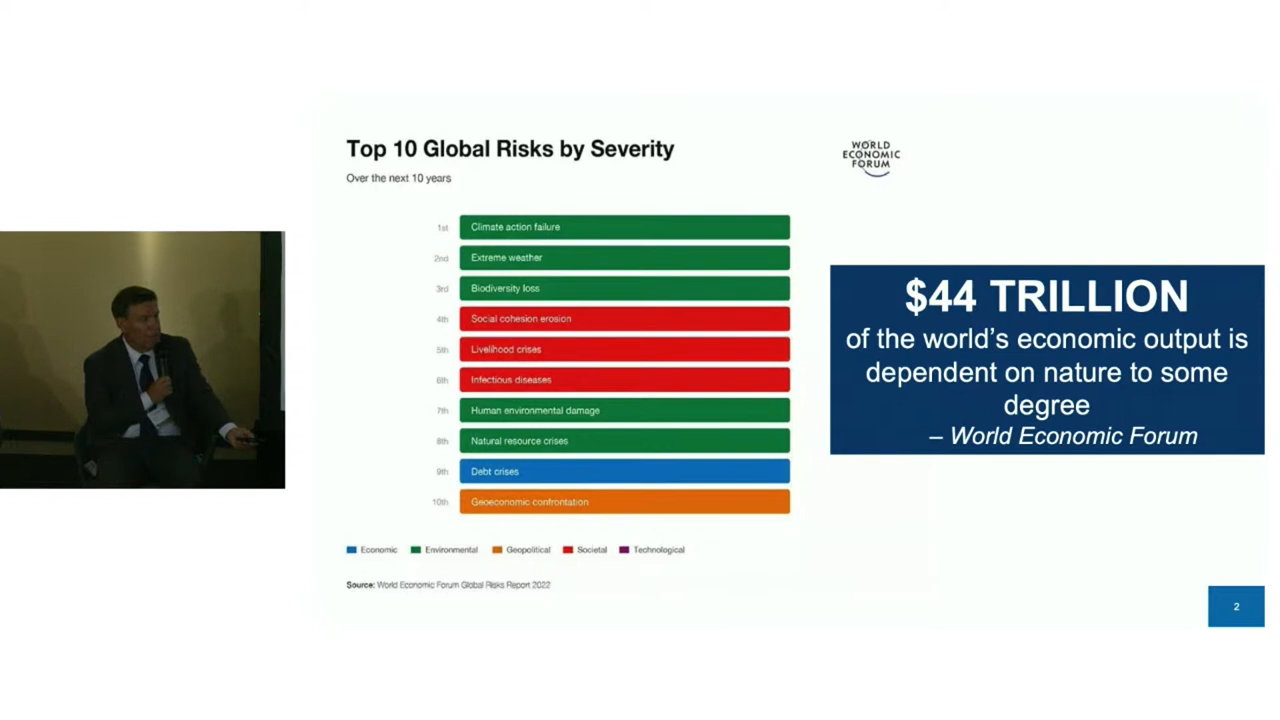 Top 10 Global Risks by Severity
Over the next 10 years
WORLD
ECONOMIC
FORUM
1st Climate action failure
2nd Extreme weather
3rd Biodiversity loss
4th Social cohesion erosion
5th Livelihood crises
6th Infectious diseases
7th Human environmental damage
8th Natural resource crises
9th Debt crises
10th Geoeconomic confrontation
Economic Environmental Geopolitical Societal Technological
Source: World Economic Forum Global Risks Report 2022
$44 TRILLION
of the world's economic output is
dependent on nature to some
degree
– World Economic Forum
2